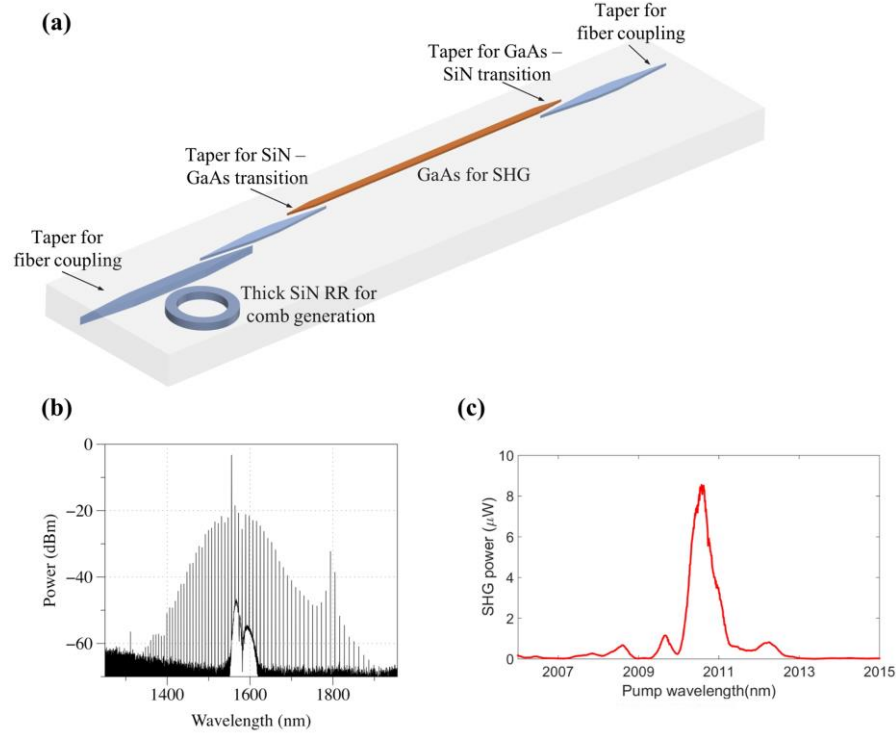 (a)
Taper for
fiber coupling
Taper for GaAs –
SiN transition
Taper for SiN –
GaAs transition
GaAs for SHG
Taper for
fiber coupling
Thick SiN RR for
comb generation
(b)
0
−20
−40
−60
Power (dBm)
1400
1600
1800
Wavelength (nm)
(c)
10
8
6
4
2
0
SHG power (μW)
2007
2009
2011
2013
2015
Pump wavelength(nm)